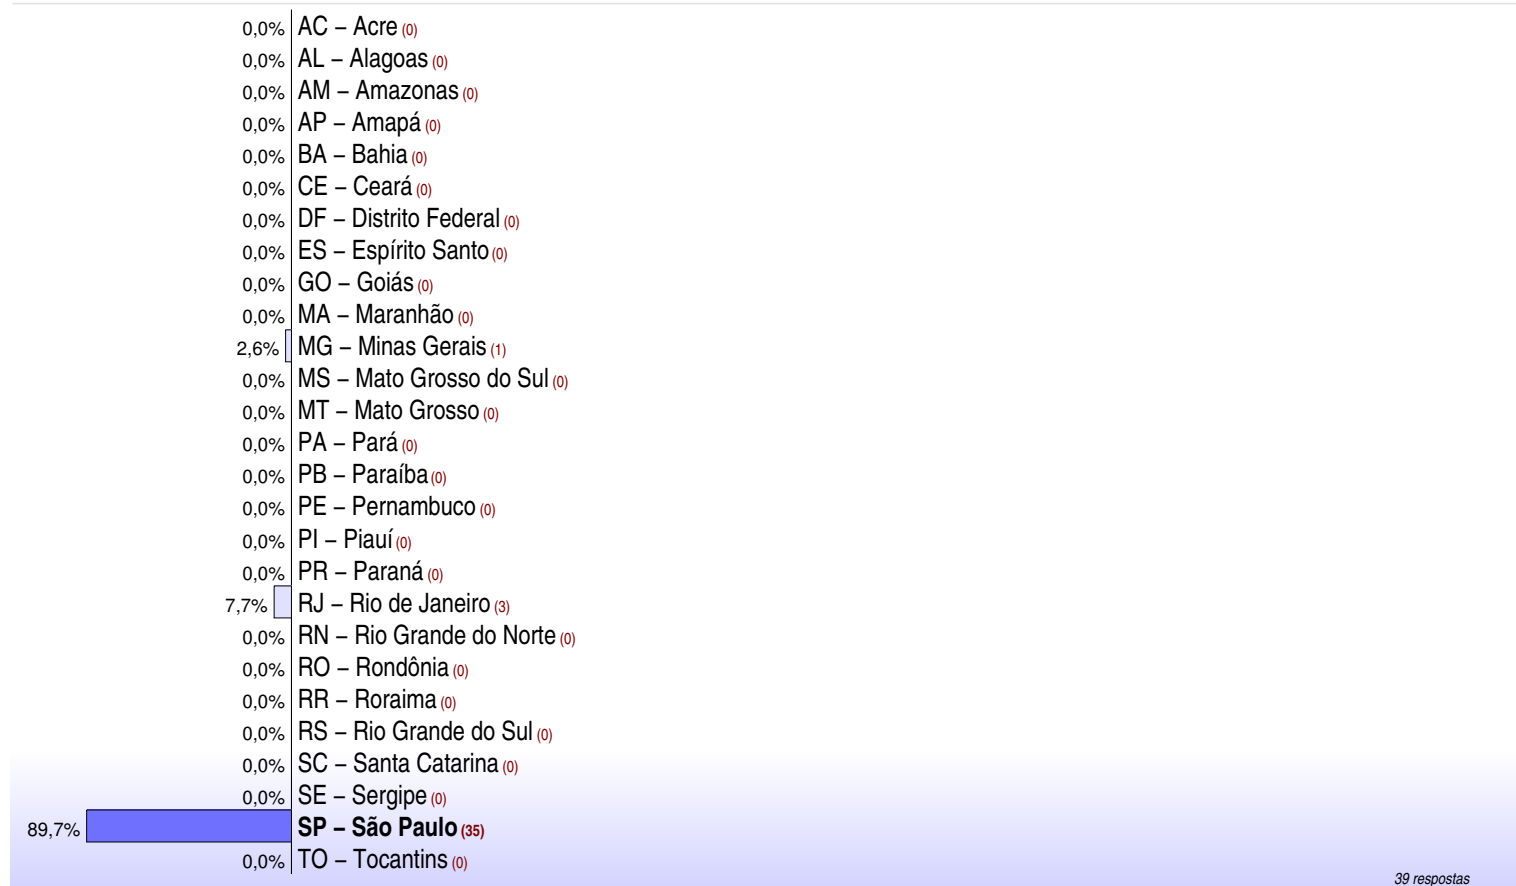 0,0% AC – Acre (0)
0,0% AL – Alagoas (0)
0,0% AM – Amazonas (0)
0,0% AP – Amapá (0)
0,0% BA – Bahia (0)
0,0% CE – Ceará (0)
0,0% DF – Distrito Federal (0)
0,0% ES – Espírito Santo (0)
0,0% GO – Goiás (0)
0,0% MA – Maranhão (0)
2,6% MG – Minas Gerais (1)
0,0% MS – Mato Grosso do Sul (0)
0,0% MT – Mato Grosso (0)
0,0% PA – Pará (0)
0,0% PB – Paraíba (0)
0,0% PE – Pernambuco (0)
0,0% PI – Piauí (0)
0,0% PR – Paraná (0)
7,7% RJ – Rio de Janeiro (3)
0,0% RN – Rio Grande do Norte (0)
0,0% RO – Rondônia (0)
0,0% RR – Roraima (0)
0,0% RS – Rio Grande do Sul (0)
0,0% SC – Santa Catarina (0)
0,0% SE – Sergipe (0)
89,7% SP – São Paulo (35)
0,0% TO – Tocantins (0)
39 respostas